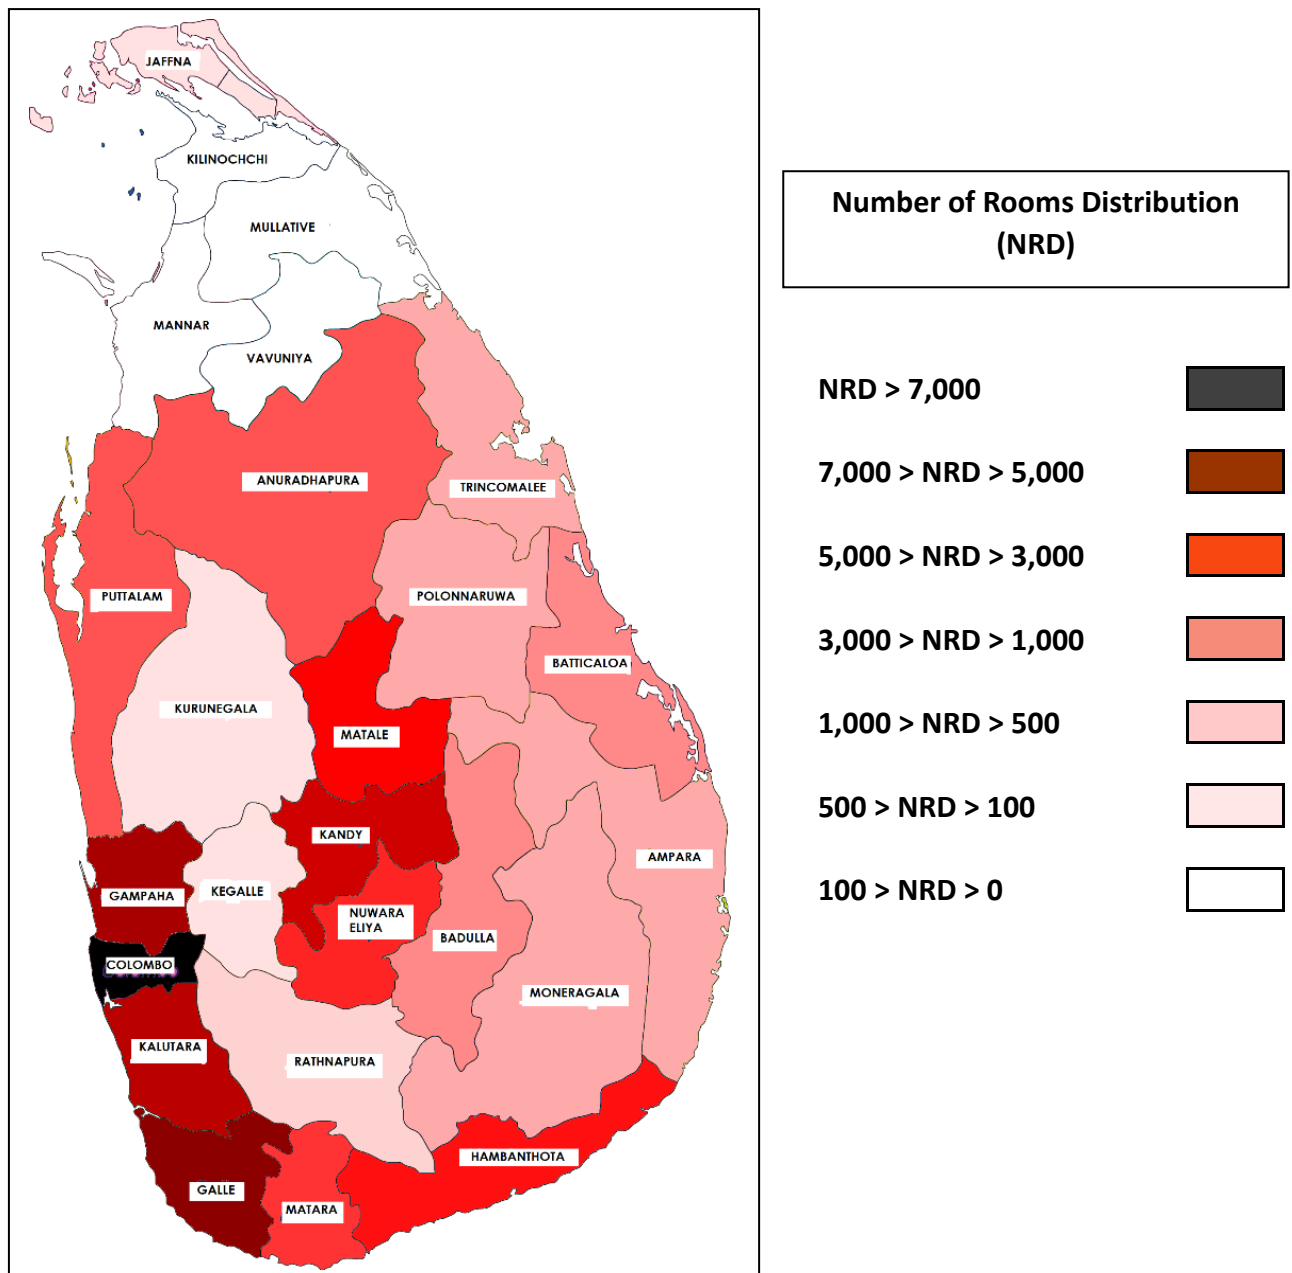 JAFFNA
KILINOCHCHI
MULLATIVE
MANNAR
VAVUNIYA
ANURADHAPURA
TRINCOMALEE
PUTTALAM
POLONNARUWA
BATTICALOA
KURUNEGALA
MATALE
KANDY
AMPARA
GAMPAHA
KEGALLE
NUWARA
ELIYA
BADULLA
COLOMBO
MONERAGALA
KALUTARA
RATHNAPURA
HAMBANTHOTA
GALLE
MATARA
Number of Rooms Distribution
(NRD)
NRD > 7,000
7,000 > NRD > 5,000
5,000 > NRD > 3,000
3,000 > NRD > 1,000
1,000 > NRD > 500
500 > NRD > 100
100 > NRD > 0